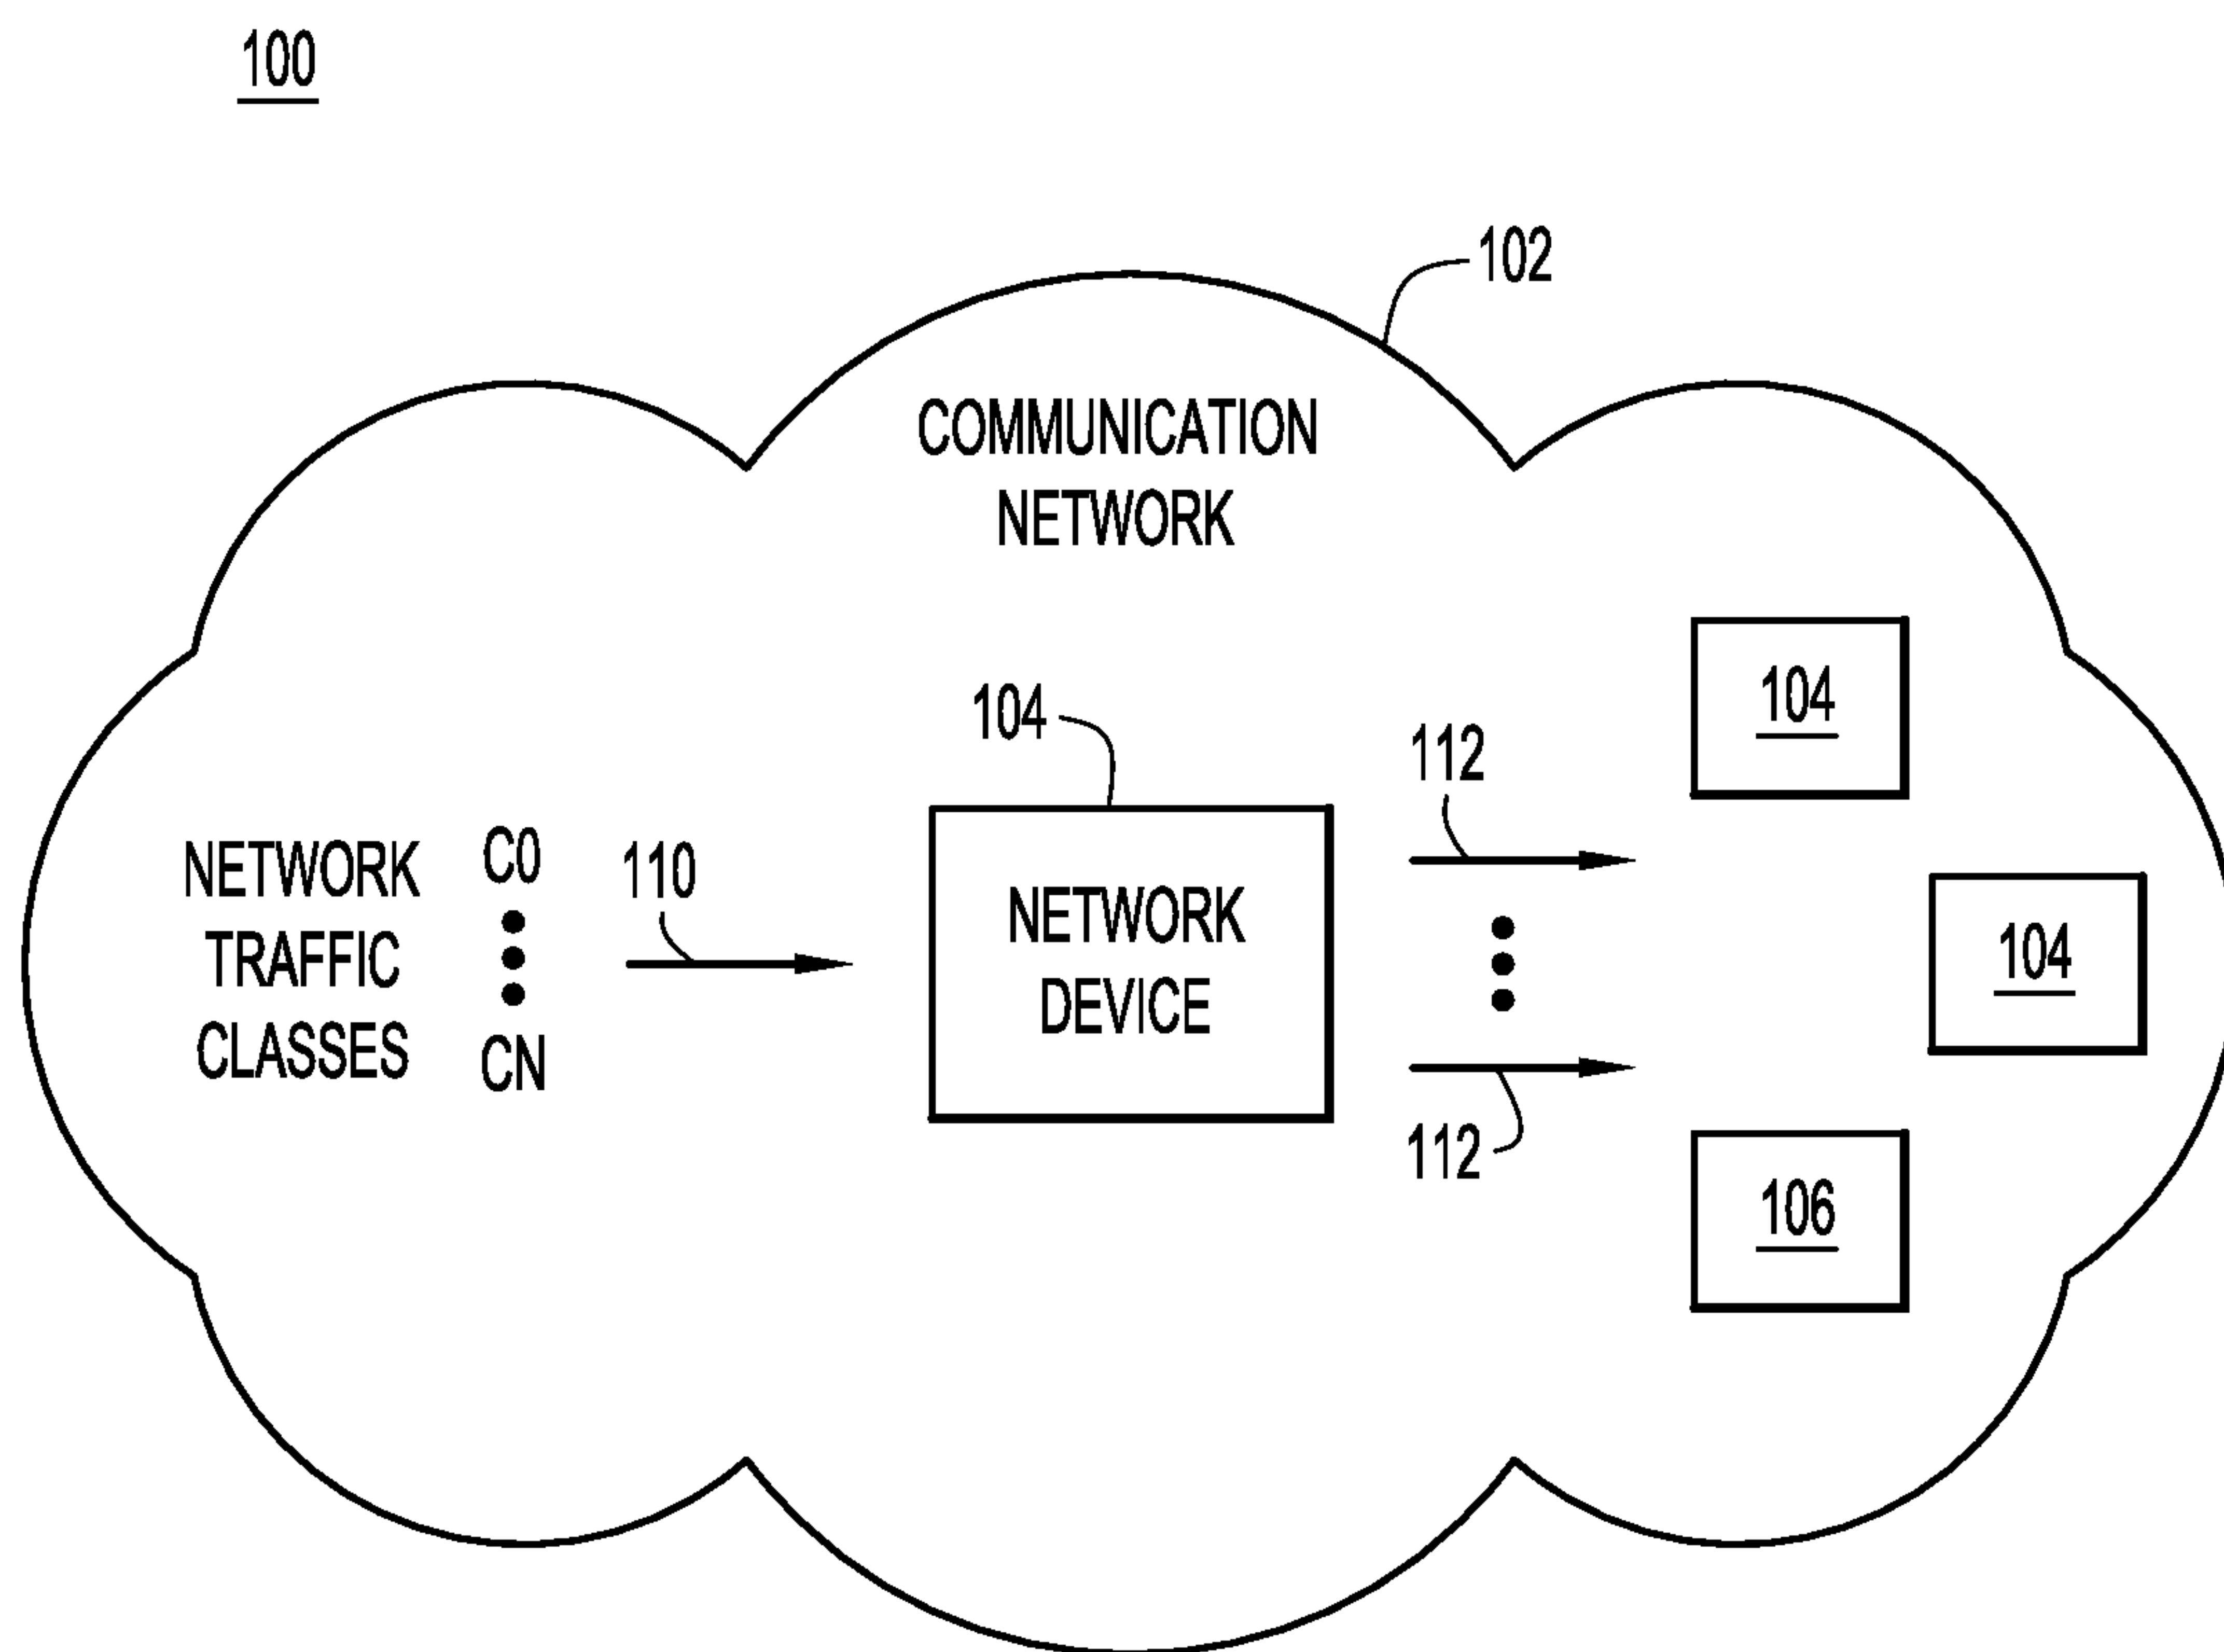 100
102
COMMUNICATION
NETWORK
104
104
112
NETWORK
TRAFFIC
CLASSES
C0
CN
110
NETWORK
DEVICE
104
112
106